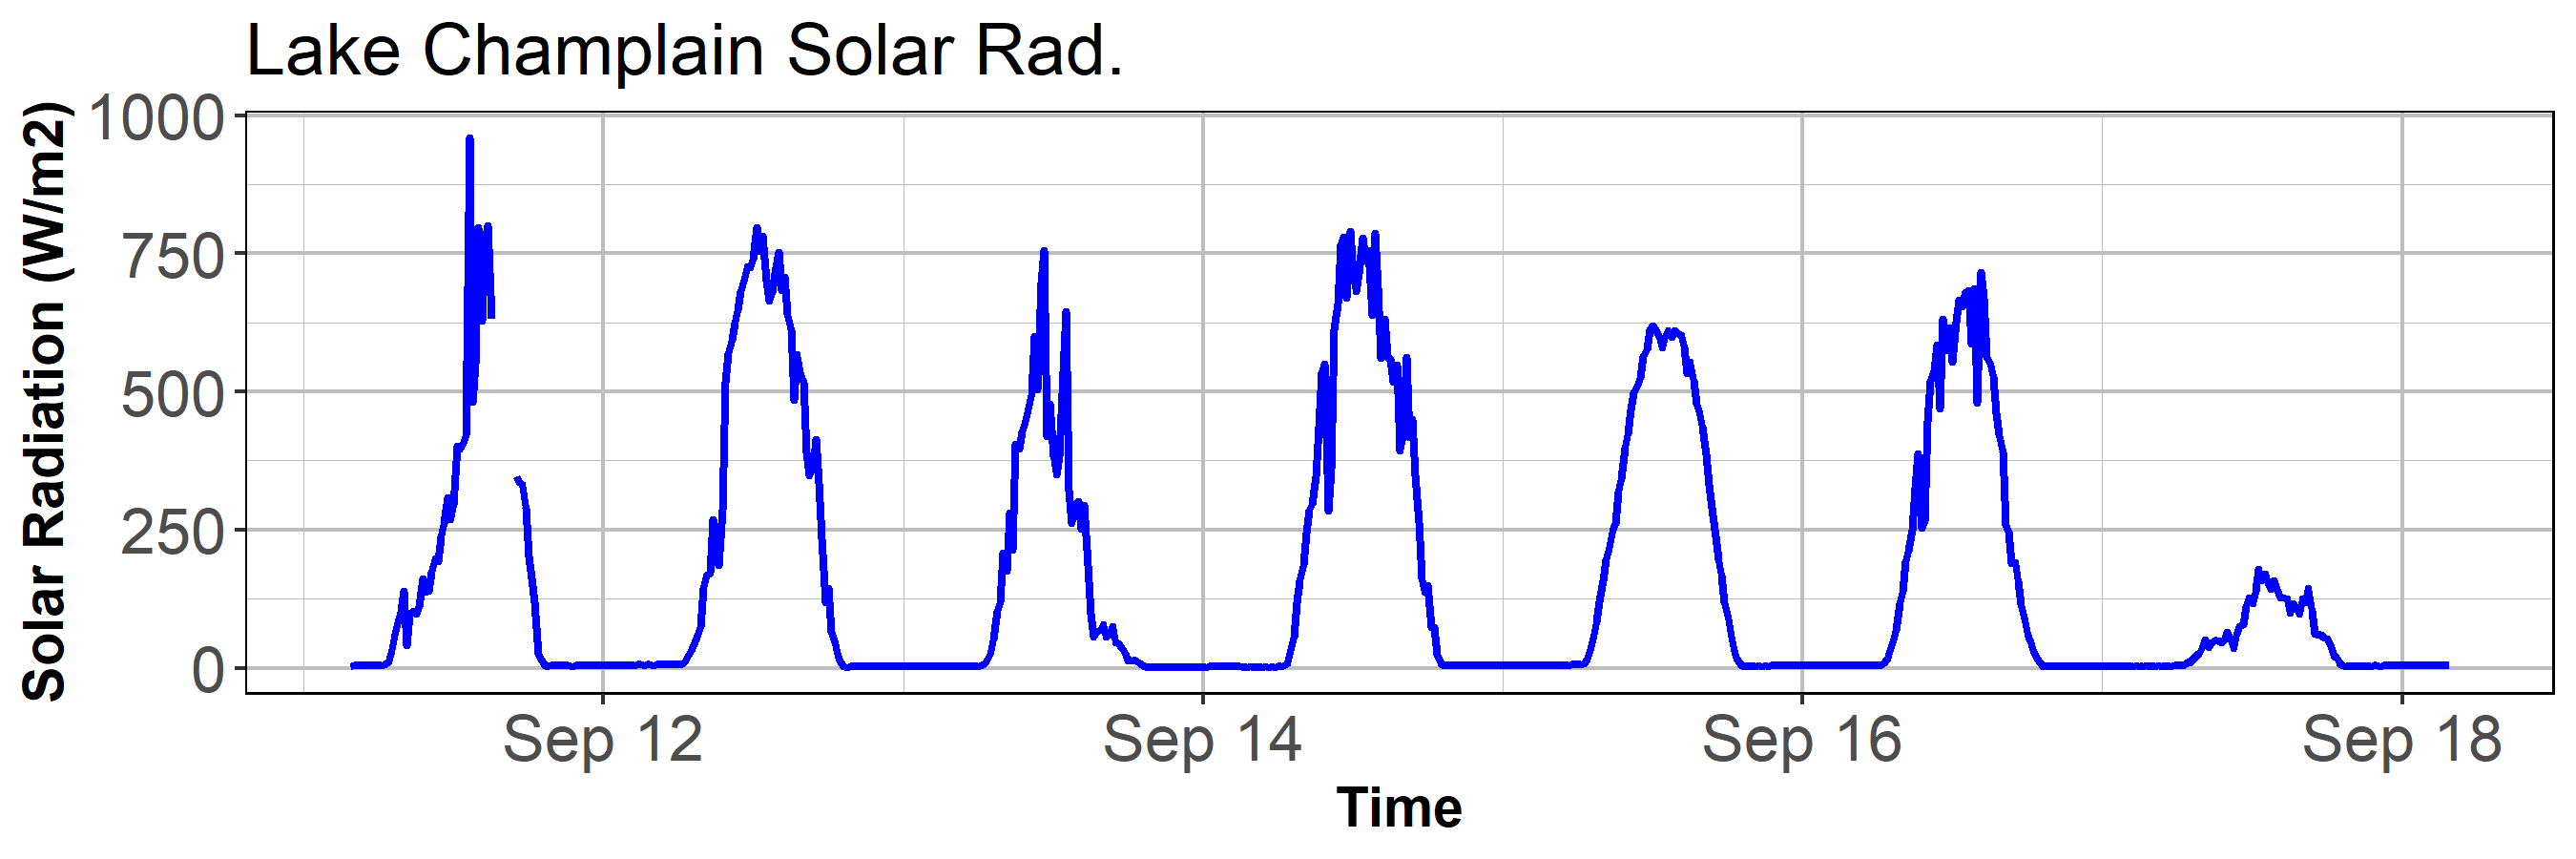 Lake Champlain Solar Rad.
Solar Radiation (W/m2)
1000
750
500
250
0
Sep 12 Sep 14 Sep 16 Sep 18
Time